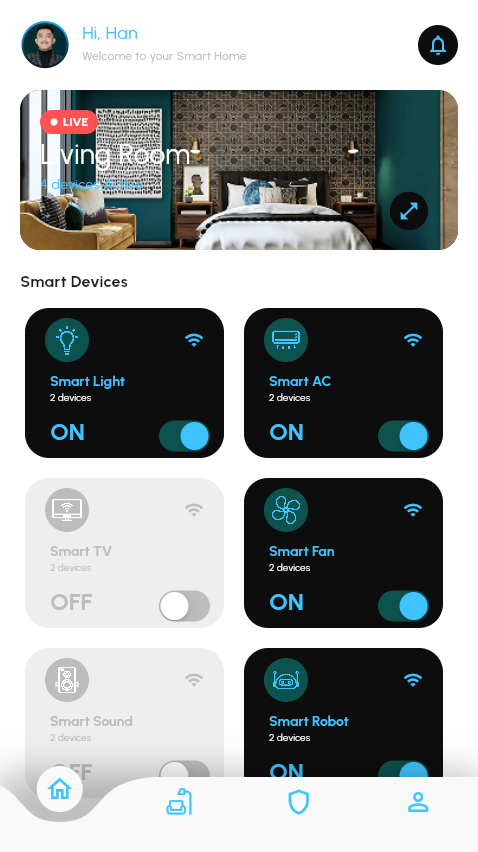 Hi, Han
Welcome to your Smart Home
LIVE
Living Room
4 devices Active
Smart Devices
Smart Light
2 devices
ON
Smart AC
2 devices
ON
Smart TV
2 devices
OFF
Smart Fan
2 devices
ON
Smart Sound
2 devices
OFF
Smart Robot
2 devices
ON